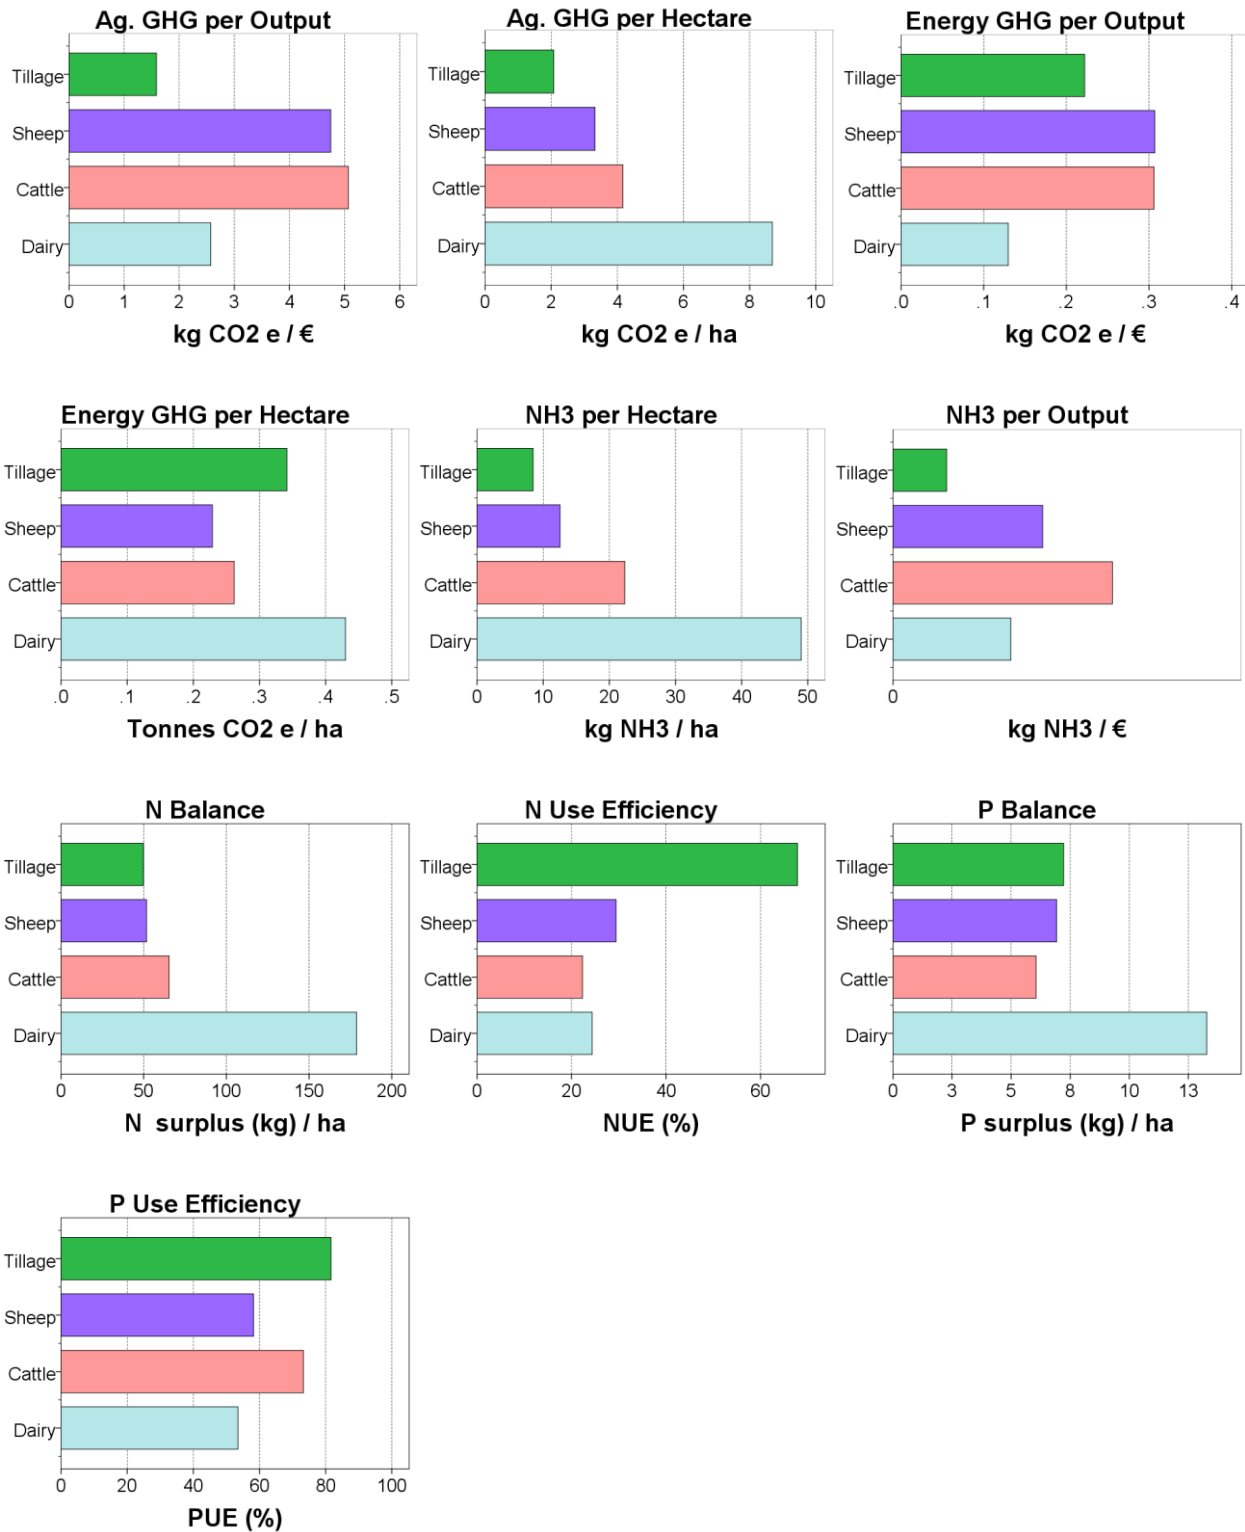 Ag. GHG per Output
Tillage
Sheep
Cattle
Dairy
0 1 2 3 4 5 6
kg CO2 e / €
Ag. GHG per Hectare
Tillage
Sheep
Cattle
Dairy
0 2 4 6 8 10
kg CO2 e / ha
Energy GHG per Output
Tillage
Sheep
Cattle
Dairy
.0 .1 .2 .3 .4
kg CO2 e / €
Energy GHG per Hectare
Tillage
Sheep
Cattle
Dairy
.0 .1 .2 .3 .4 .5
Tonnes CO2 e / ha
NH3 per Hectare
Tillage
Sheep
Cattle
Dairy
0 10 20 30 40 50
kg NH3 / ha
NH3 per Output
Tillage
Sheep
Cattle
Dairy
0
kg NH3 / €
N Balance
Tillage
Sheep
Cattle
Dairy
0 50 100 150 200
N surplus (kg) / ha
N Use Efficiency
Tillage
Sheep
Cattle
Dairy
0 20 40 60
NUE (%)
P Balance
Tillage
Sheep
Cattle
Dairy
0 3 5 8 10 13
P surplus (kg) / ha
P Use Efficiency
Tillage
Sheep
Cattle
Dairy
0 20 40 60 80 100
PUE (%)